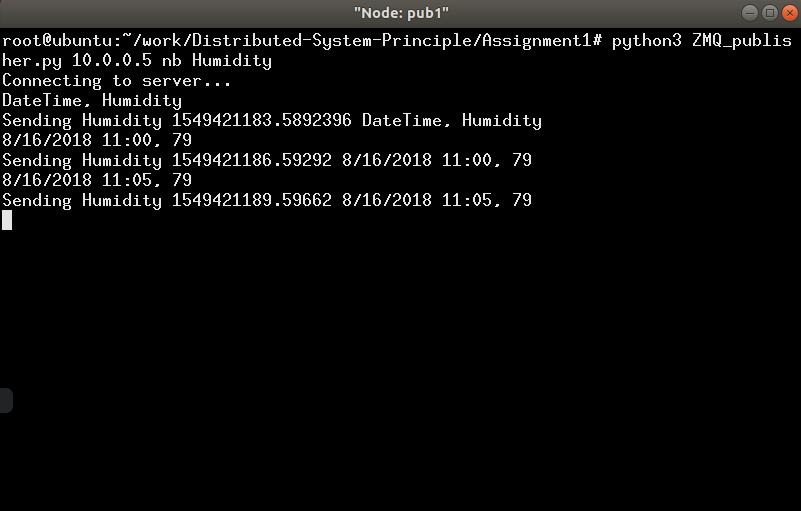 "Node: pub1"
root@ubuntu:~/work/Distributed-System-Principle/Assignment1# python3 ZMQ_publis
her.py 10.0.0.5 nb Humidity
Connecting to server...
DateTime, Humidity
Sending Humidity 1549421183.5892396 DateTime, Humidity
8/16/2018 11:00, 79
Sending Humidity 1549421186.59292 8/16/2018 11:00, 79
8/16/2018 11:05, 79
Sending Humidity 1549421189.59662 8/16/2018 11:05, 79